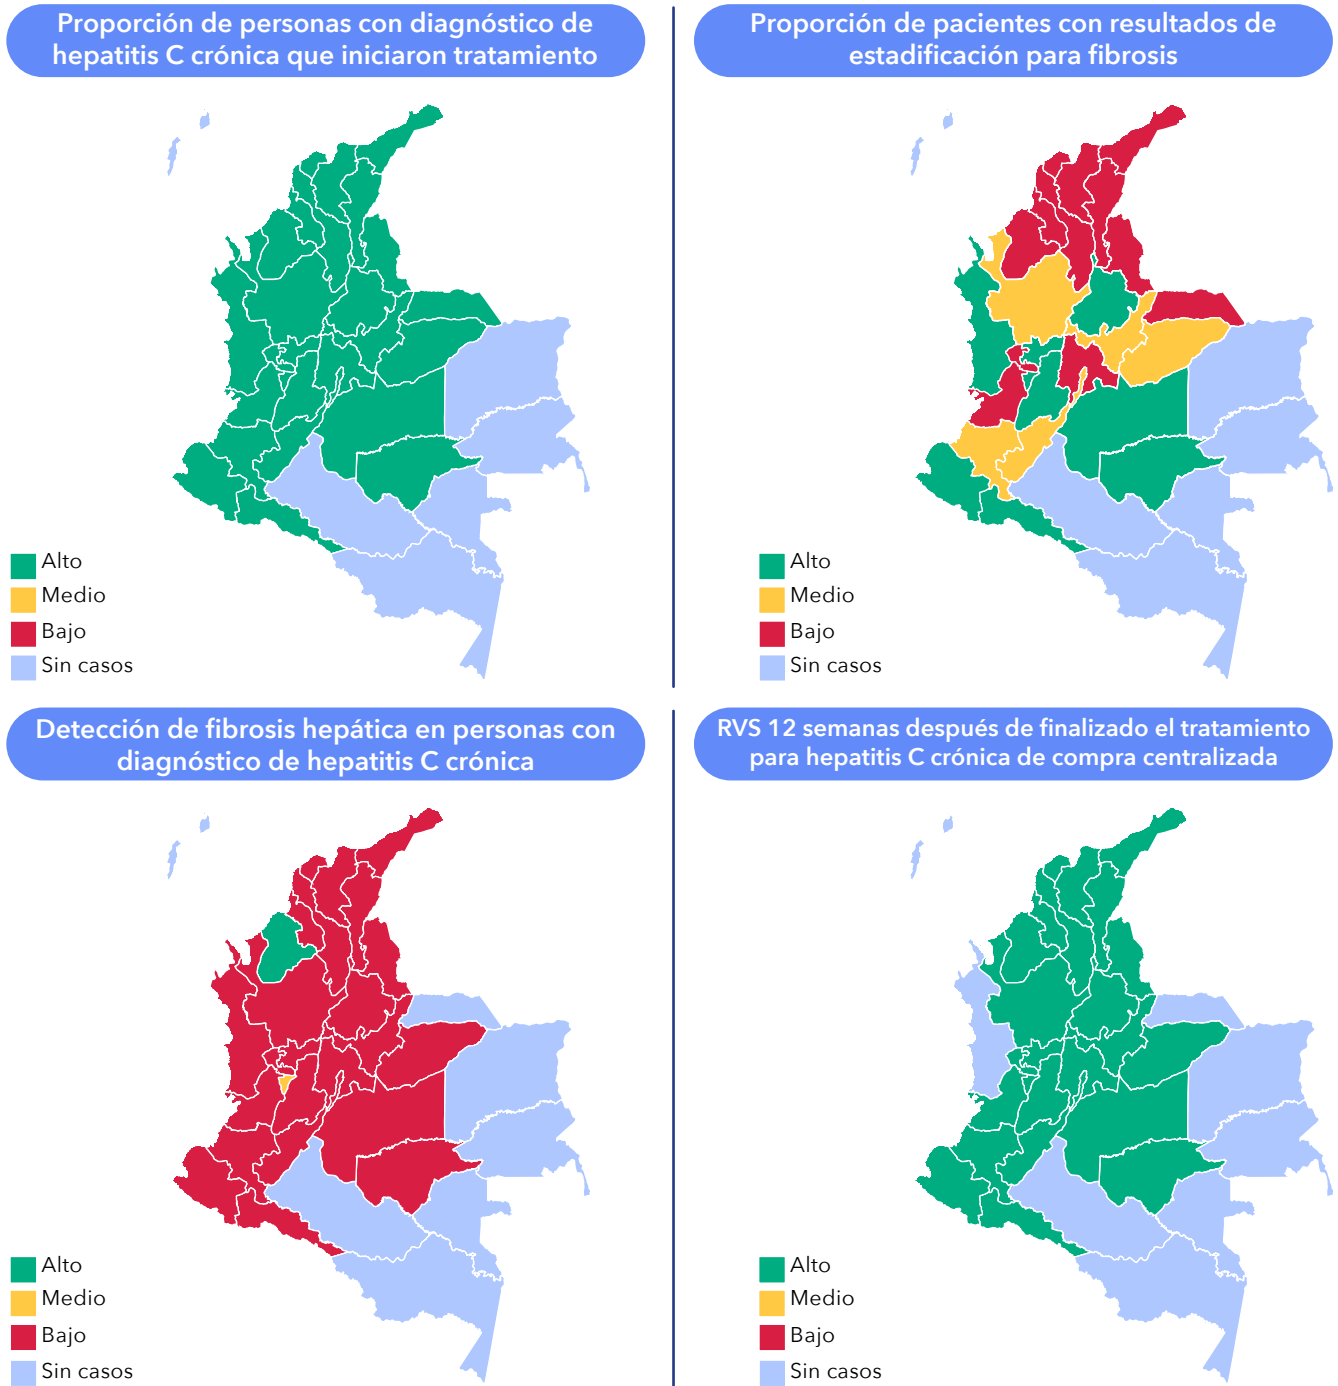 Proporción de personas con diagnóstico de
hepatitis C crónica que iniciaron tratamiento
Alto
Medio
Bajo
Sin casos
Proporción de pacientes con resultados de
estadificación para fibrosis
Alto
Medio
Bajo
Sin casos
Detección de fibrosis hepática en personas con
diagnóstico de hepatitis C crónica
Alto
Medio
Bajo
Sin casos
RVS 12 semanas después de finalizado el tratamiento
para hepatitis C crónica de compra centralizada
Alto
Medio
Bajo
Sin casos